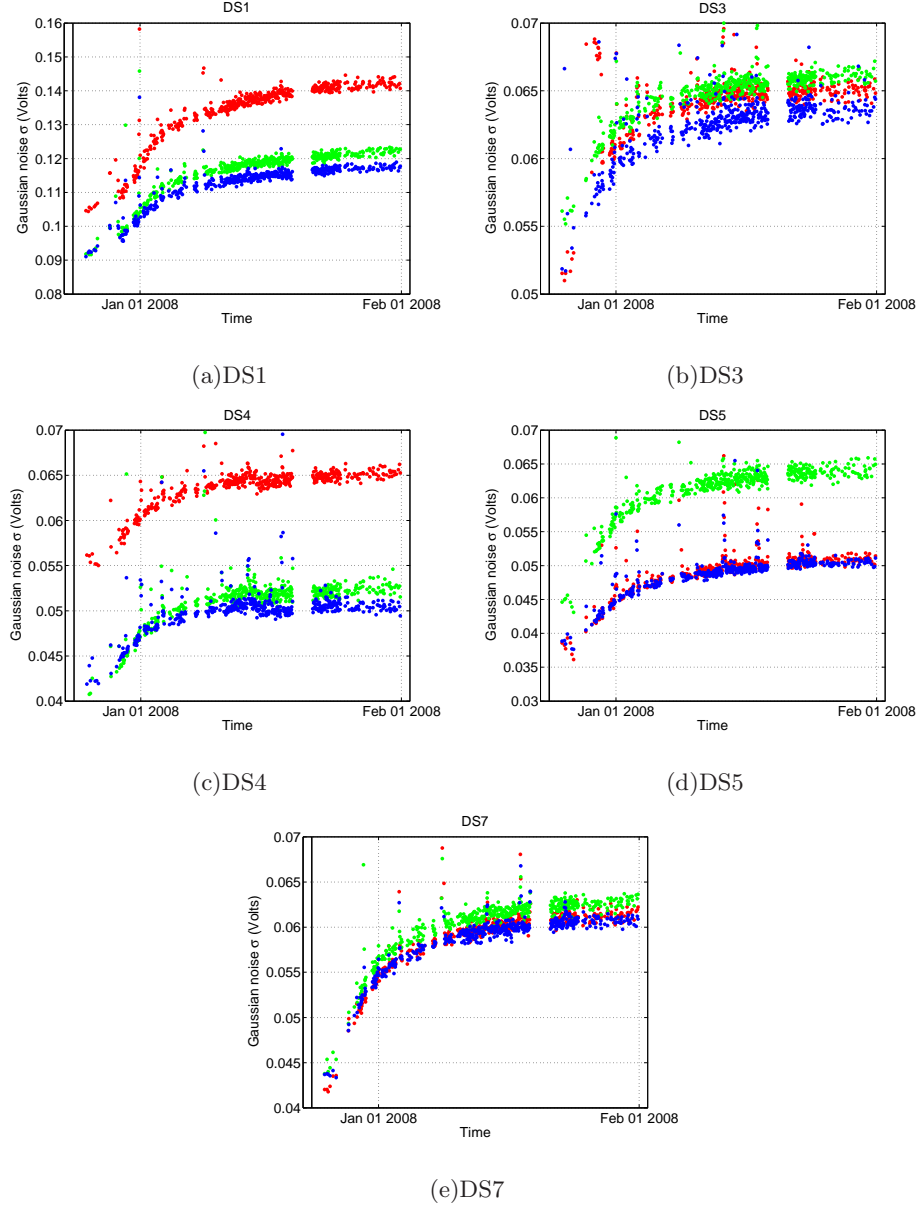 DS1
0.16
0.15
0.14
0.13
0.12
0.11
0.1
0.09
0.08
Gaussian noise σ (Volts)
Jan 01 2008
Feb 01 2008
Time
(a)DS1
DS3
0.07
0.065
0.06
0.055
0.05
Gaussian noise σ (Volts)
Jan 01 2008
Feb 01 2008
Time
(b)DS3
DS4
0.07
0.065
0.06
0.055
0.05
0.045
0.04
Gaussian noise σ (Volts)
Jan 01 2008
Feb 01 2008
Time
(c)DS4
DS5
0.07
0.065
0.06
0.055
0.05
0.045
0.04
0.035
0.03
Gaussian noise σ (Volts)
Jan 01 2008
Feb 01 2008
Time
(d)DS5
DS7
0.07
0.065
0.06
0.055
0.05
0.045
0.04
Gaussian noise σ (Volts)
Jan 01 2008
Feb 01 2008
Time
(e)DS7